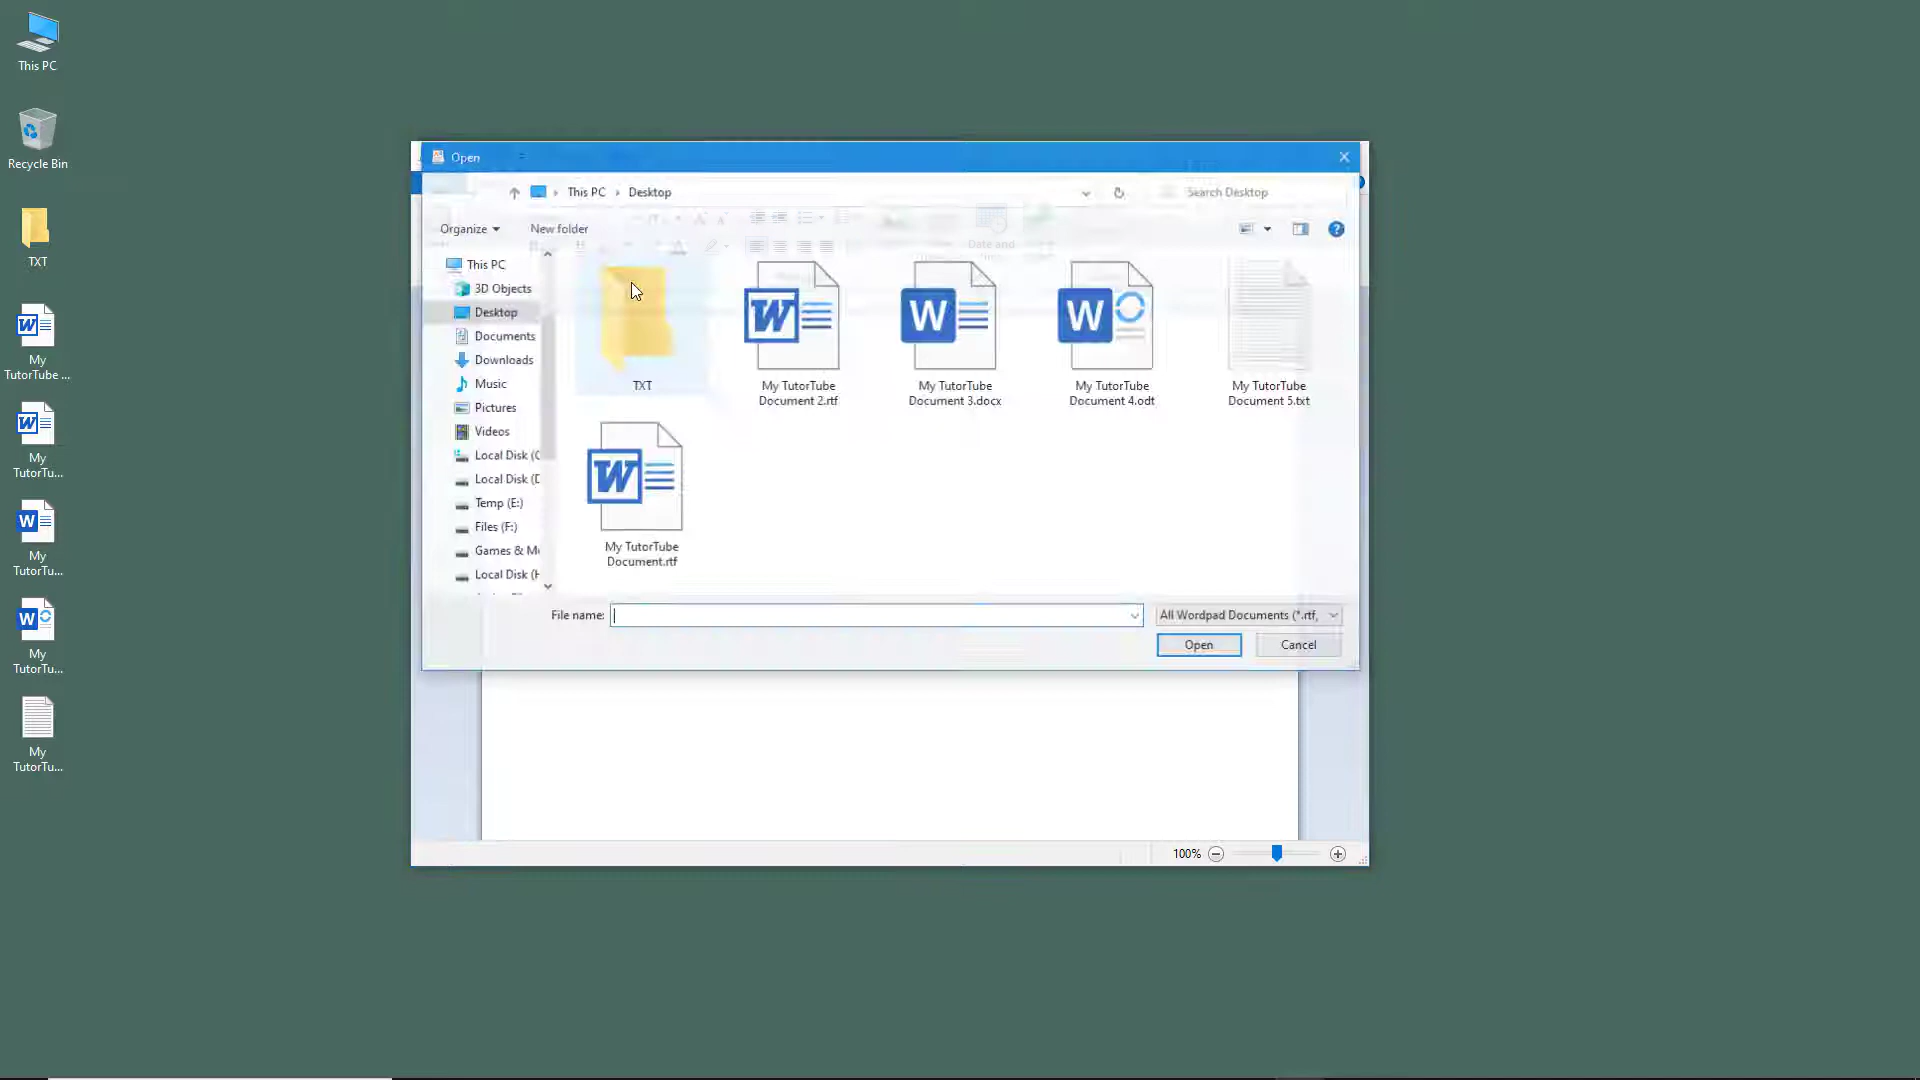 This PC
Recycle Bin
TXT
My
TutorTube ...
My
TutorTu...
My
TutorTu...
My
TutorTu...
My
TutorTu...
Open
This PC
Desktop
Search Desktop
Organize
New folder
Date and
This PC
3D Objects
Desktop
Documents
Downloads
Music
Pictures
Videos
Local Disk (C
Local Disk (D
Temp (E:)
Files (F:)
Games & M
Local Disk (H
TXT
My TutorTube
Document 2.rtf
My TutorTube
Document 3.docx
My TutorTube
Document 4.odt
My TutorTube
Document 5.txt
My TutorTube
Document.rtf
File name:
All Wordpad Documents (*.rtf,
Open
Cancel
100%